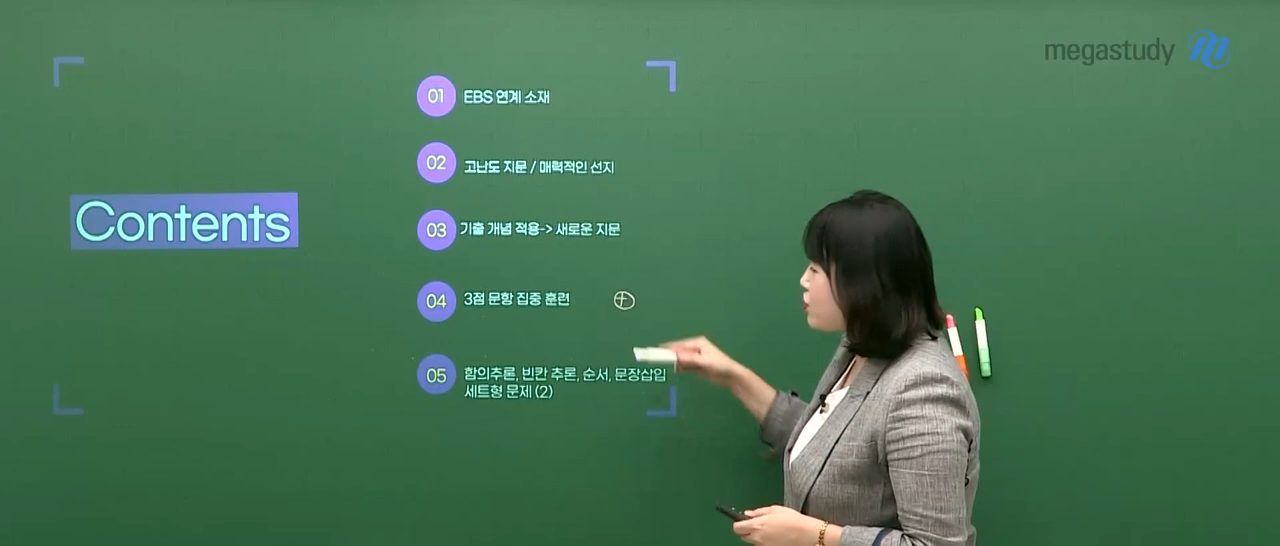 megastudy
Contents
01 EBS 연계 소재
02 고난도 지문 / 매력적인 선지
03 기출 개념 적용-> 새로운 지문
04 3점 문항 집중 훈련
05 함의추론, 빈칸 추론, 순서, 문장삽입
세트형 문제 (2)